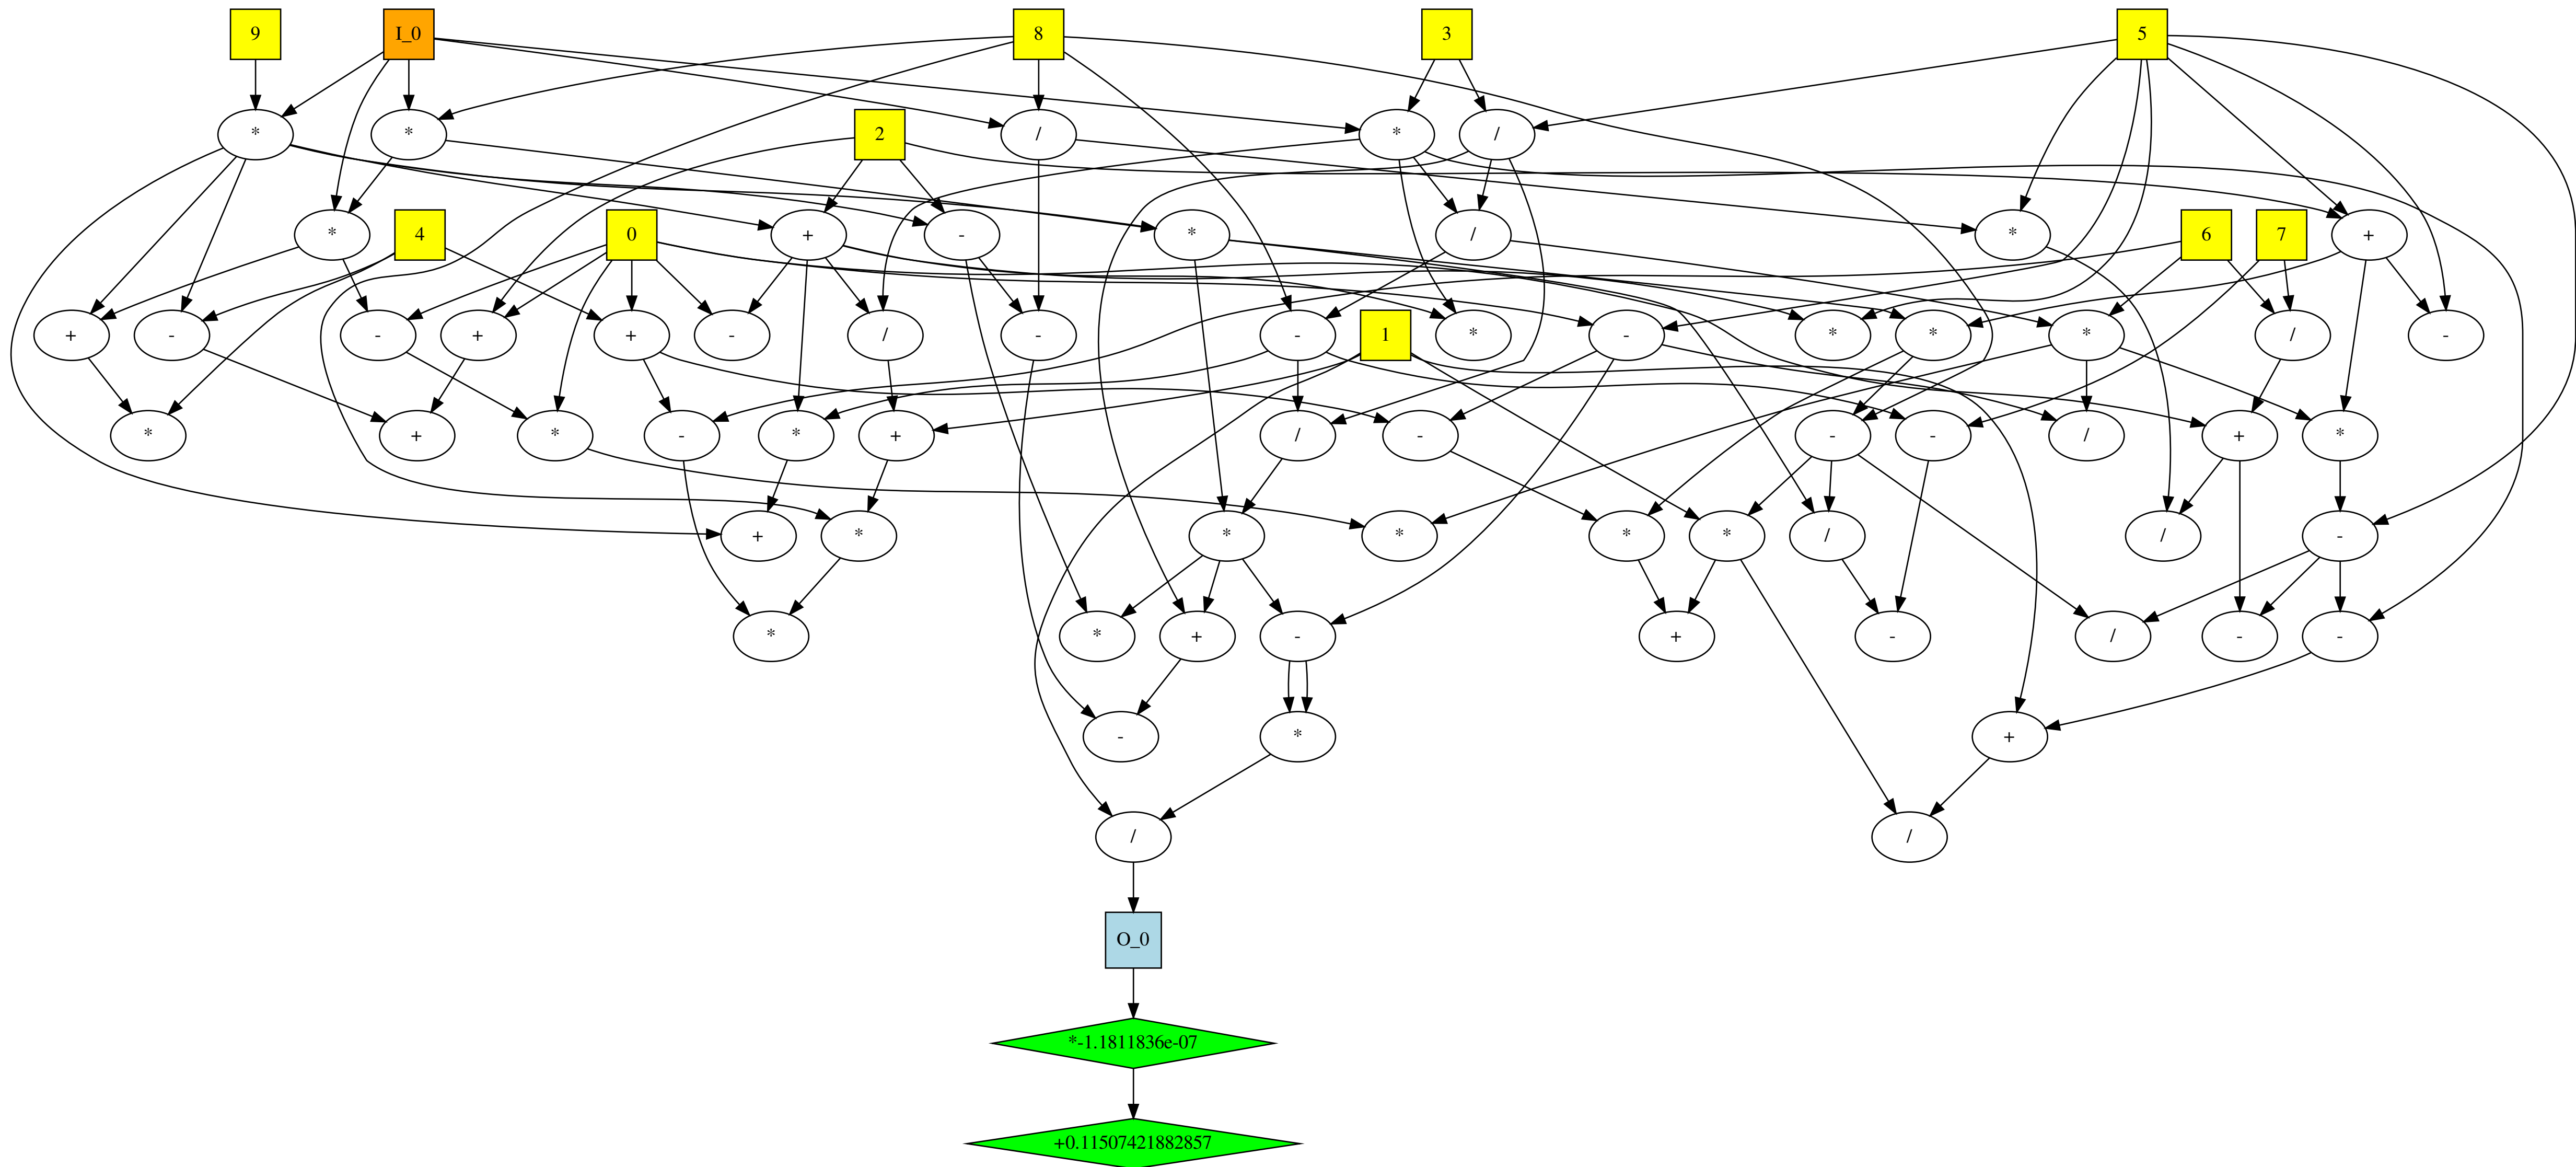 9 I_0 8 3 5
* * 2 / * /
* 4 0 + - * / * 6 7 +
+ - - + + - / - - * 1 - * * * / -
* + * - * + / - - - / + *
+ * * * * / * / -
* * + - + - / - -
- * +
/ /
O_0
*-1.1811836e-07
+0.11507421882857